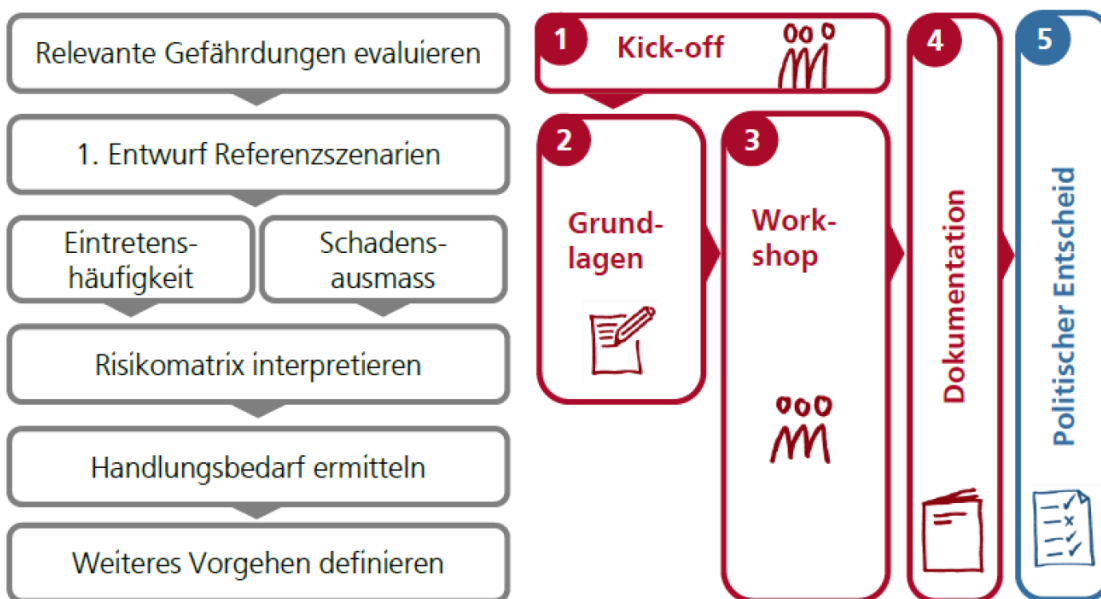 Relevante Gefährdungen evaluieren
1. Entwurf Referenzszenarien
Eintretens-
häufigkeit
Schadens-
ausmass
Risikomatrix interpretieren
Handlungsbedarf ermitteln
Weiteres Vorgehen definieren
1
Kick-off
2
Grund-
lagen
3
Work-
shop
4
Dokumentation
5
Politischer Entscheid